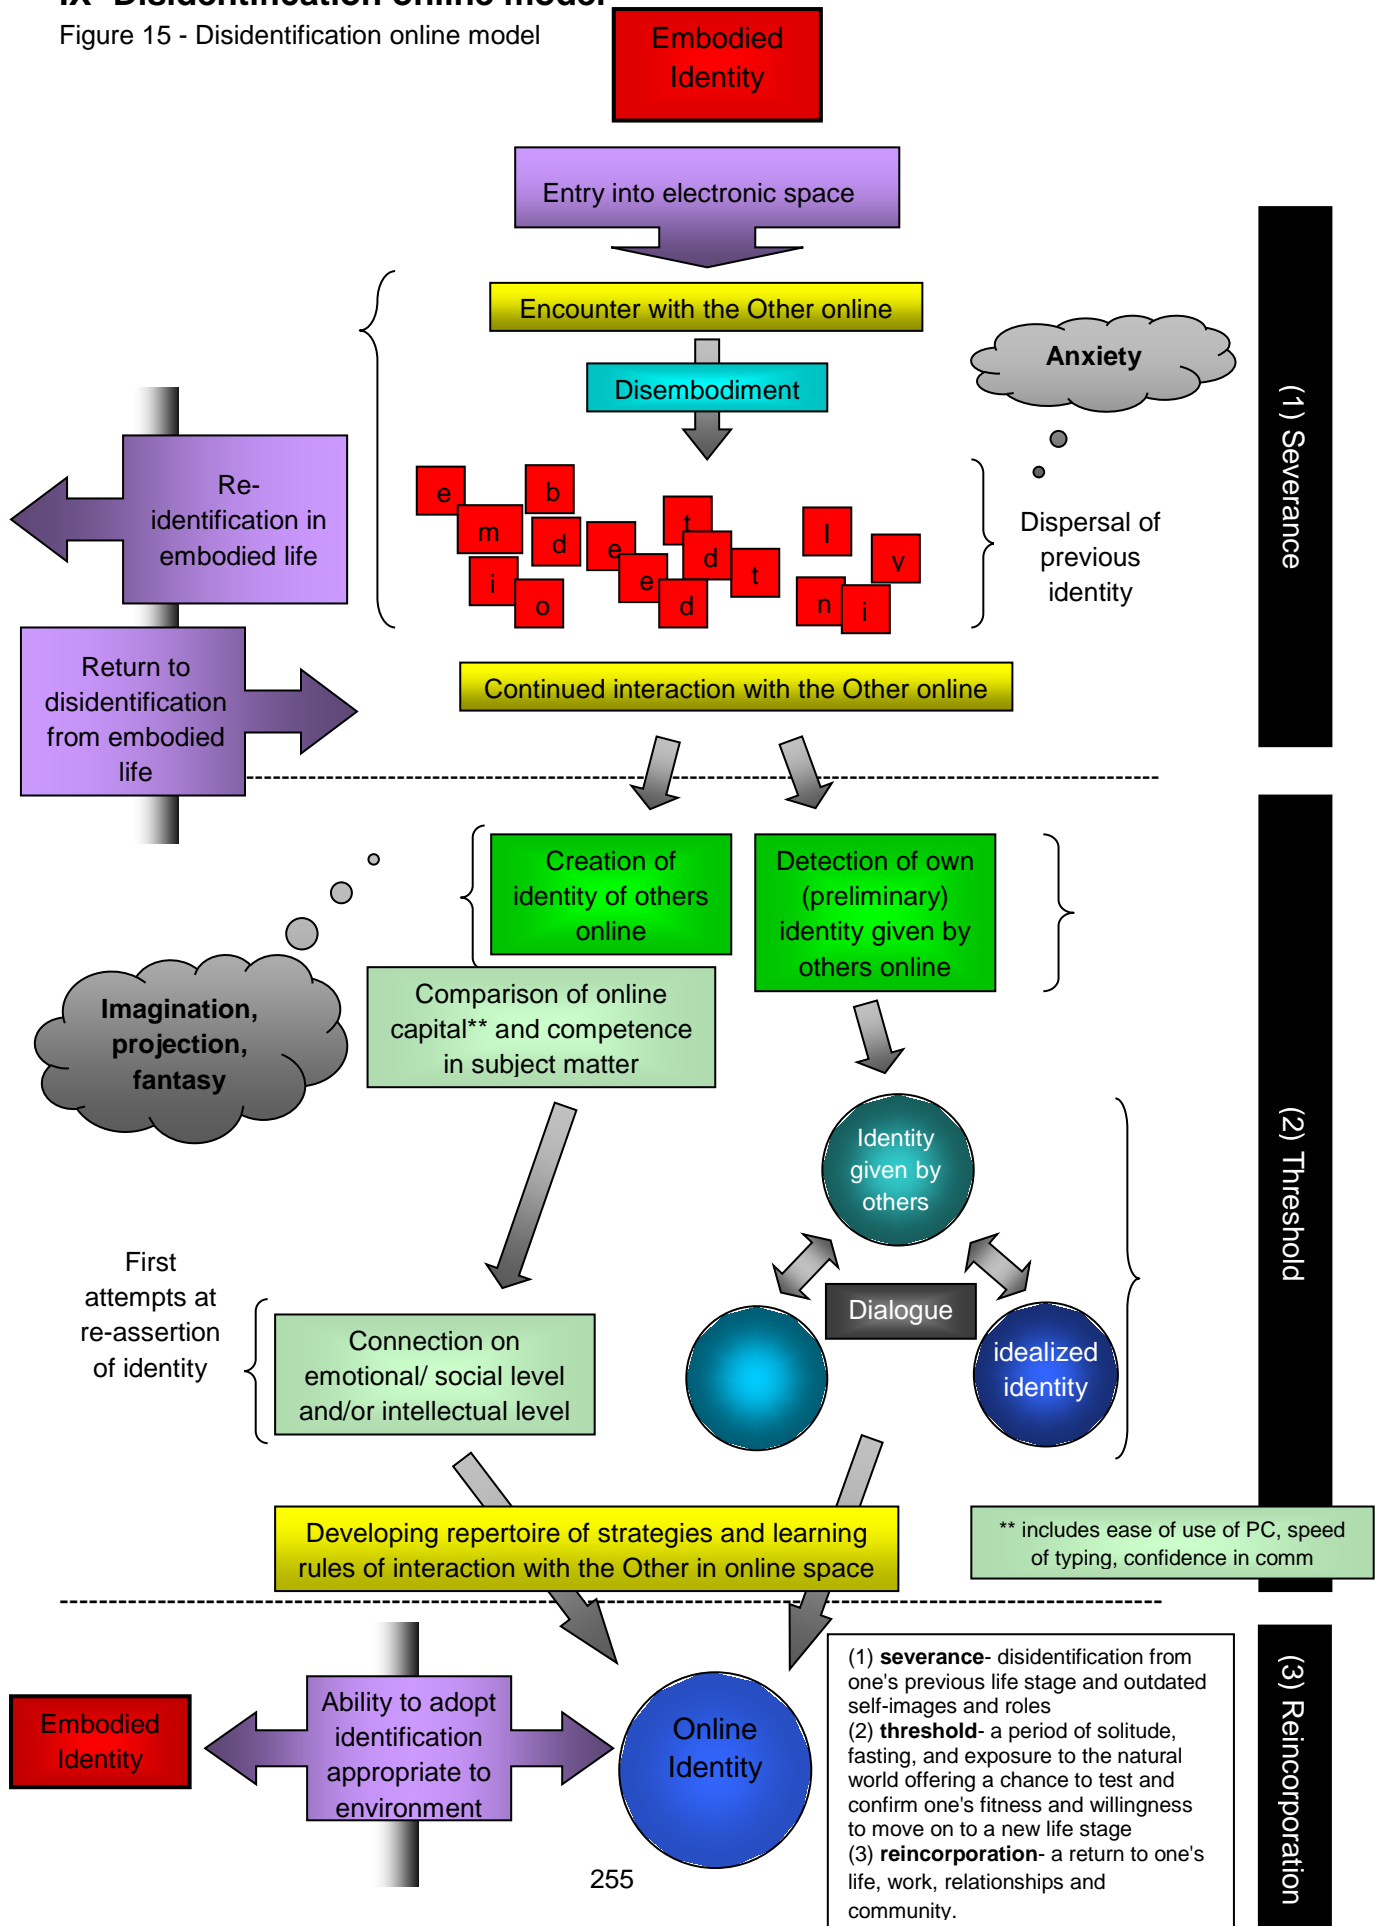 IX Disidentification online model
Figure 15 - Disidentification online model
Embodied
Identity
Entry into electronic space
Encounter with the Other online
Anxiety
Disembodiment
(1) Severance
Re-
identification in
embodied life
e
b
m
d
i
o
e
e
t
d
d
t
l
v
n
i
Dispersal of
previous
identity
Return to
disidentification
from embodied
life
Continued interaction with the Other online
Creation of
identity of others
online
Detection of own
(preliminary)
identity given by
others online
Imagination,
projection,
fantasy
Comparison of online
capital** and competence
in subject matter
(2) Threshold
Identity
given by
others
Dialogue
idealized
identity
First
attempts at
re-assertion
of identity
Connection on
emotional/ social level
and/or intellectual level
Developing repertoire of strategies and learning
rules of interaction with the Other in online space
** includes ease of use of PC, speed
of typing, confidence in comm
Embodied
Identity
Ability to adopt
identification
appropriate to
environment
Online
Identity
(1) severance- disidentification from
one's previous life stage and outdated
self-images and roles
(2) threshold- a period of solitude,
fasting, and exposure to the natural
world offering a chance to test and
confirm one's fitness and willingness
to move on to a new life stage
(3) reincorporation- a return to one's
life, work, relationships and
community.
(3) Reincorporation
255